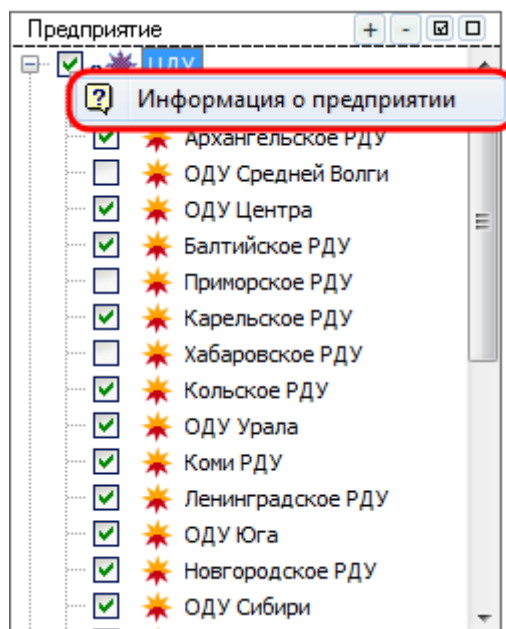 Предприятие
ЦДУ
Информация о предприятии
Архангельское РДУ
ОДУ Средней Волги
ОДУ Центра
Балтийское РДУ
Приморское РДУ
Карельское РДУ
Хабаровское РДУ
Кольское РДУ
ОДУ Урала
Коми РДУ
Ленинградское РДУ
ОДУ Юга
Новгородское РДУ
ОДУ Сибири